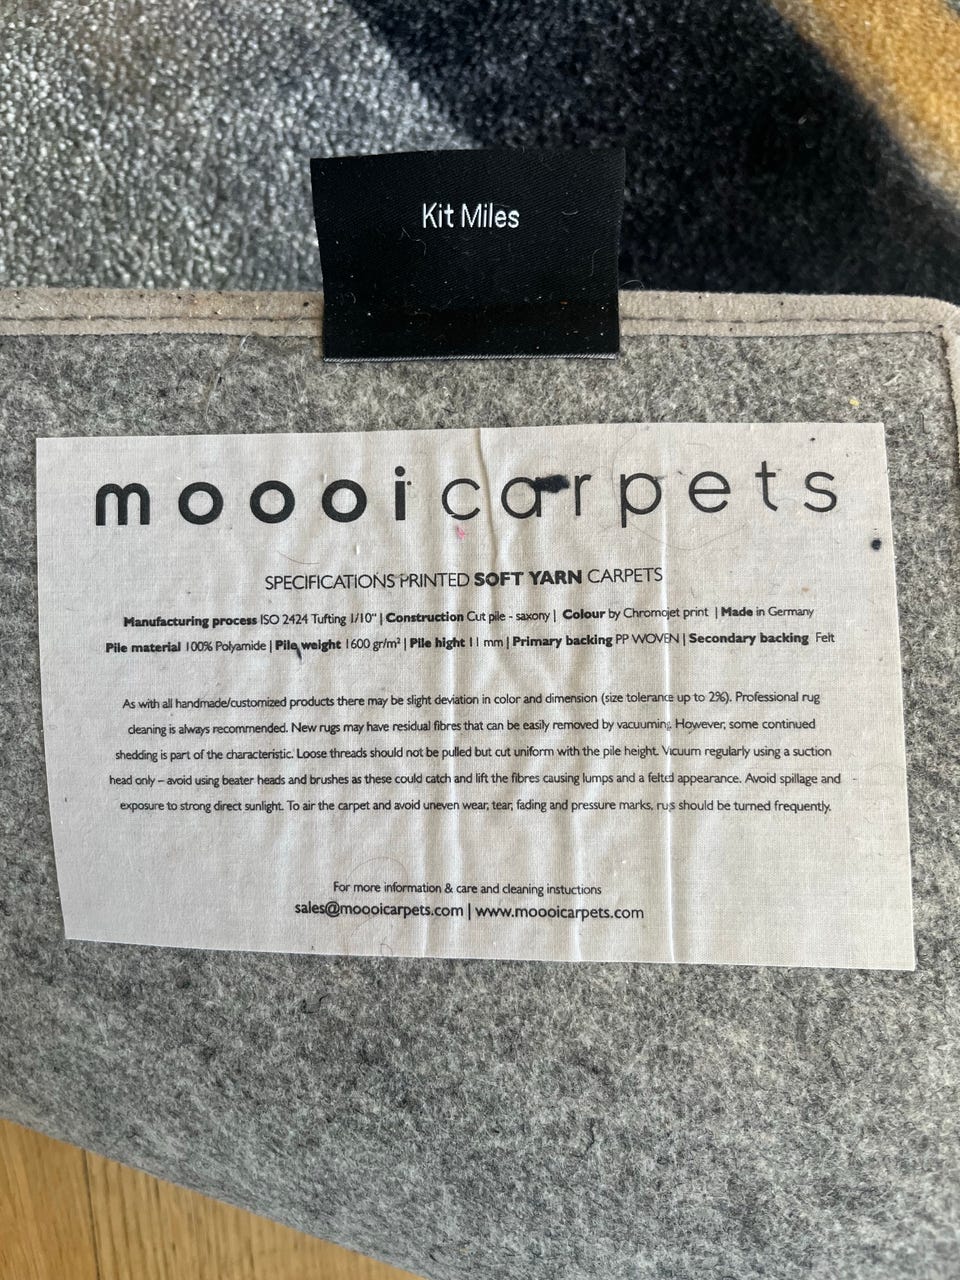 Kit Miles
moooi carpets
SPECIFICATIONS PRINTED SOFT YARN CARPETS
Manufacturing process ISO 2424 Tufting 1/10" | Construction Cut pile - saxony | Colour by Chromojet print | Made in Germany
Pile material 100% Polyamide | Pile weight 1600 gr/m² | Pile hight 11 mm | Primary backing PP WOVEN | Secondary backing Felt
As with all handmade/customized products there may be slight deviation in color and dimension (size tolerance up to 2%). Professional rug
cleaning is always recommended. New rugs may have residual fibres that can be easily removed by vacuuming. However, some continued
shedding is part of the characteristic. Loose threads should not be pulled but cut uniform with the pile height. Vacuum regularly using a suction
head only – avoid using beater heads and brushes as these could catch and lift the fibres causing lumps and a felted appearance. Avoid spillage and
exposure to strong direct sunlight. To air the carpet and avoid uneven wear, tear, fading and pressure marks, rugs should be turned frequently.
For more information & care and cleaning instuctions
sales@moooicarpets.com | www.moooicarpets.com